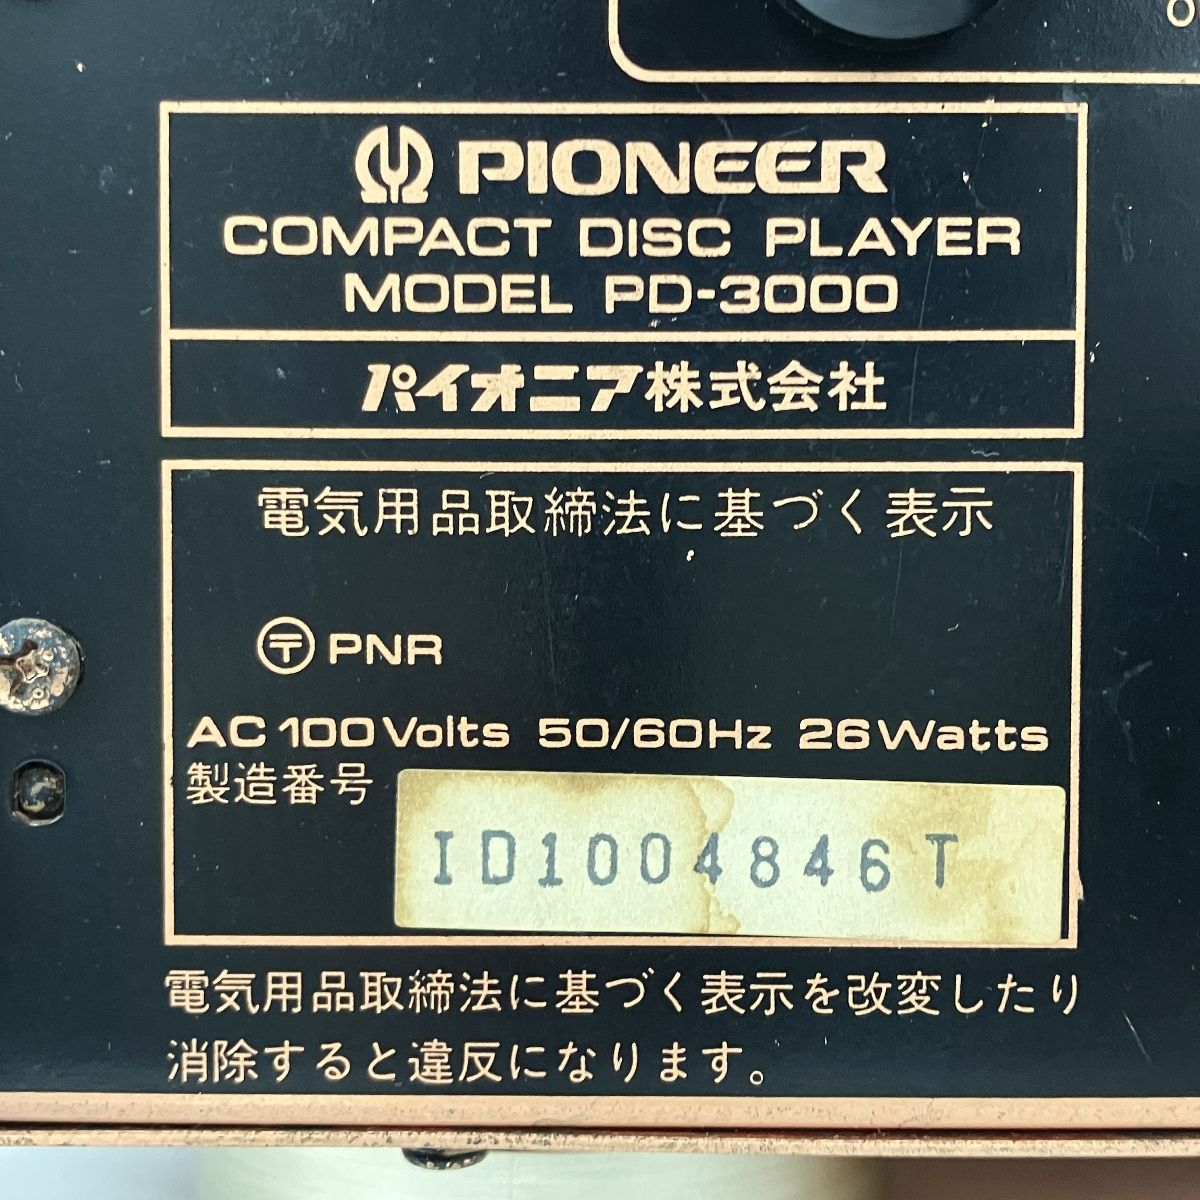 PIONEER
COMPACT DISC PLAYER
MODEL PD-3000
パイオニア株式会社
電気用品取締法に基づく表示
〒 PNR
AC 100 Volts 50/60Hz 26 Watts
製造番号
ID1004846T
電気用品取締法に基づく表示を改変したり
消除すると違反になります。